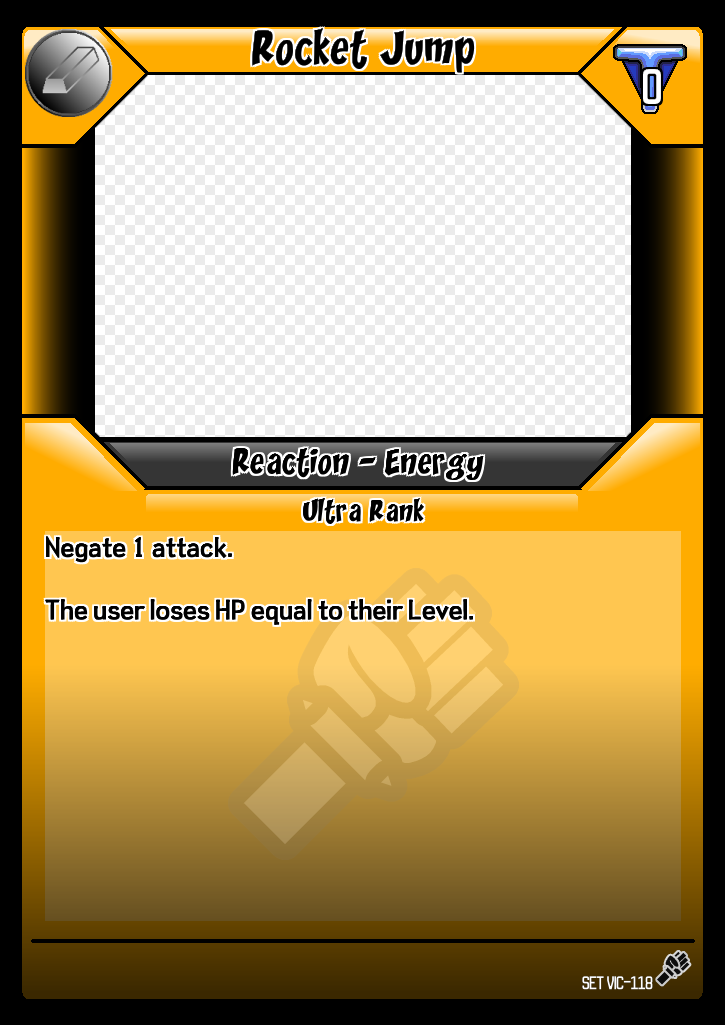 Rocket Jump
0
Reaction - Energy
Ultra Rank
Negate 1 attack.
The user loses HP equal to their Level.
SET VIC-118